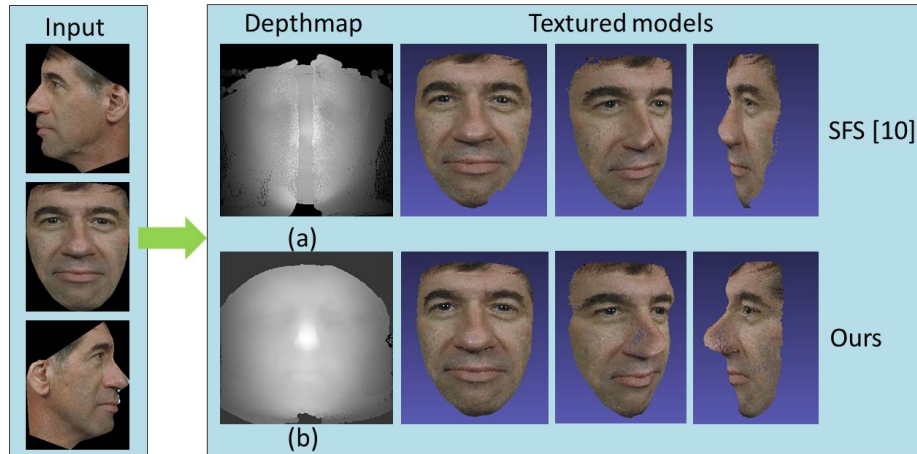 Input
Depthmap
Textured models
SFS [10]
(a)
Ours
(b)